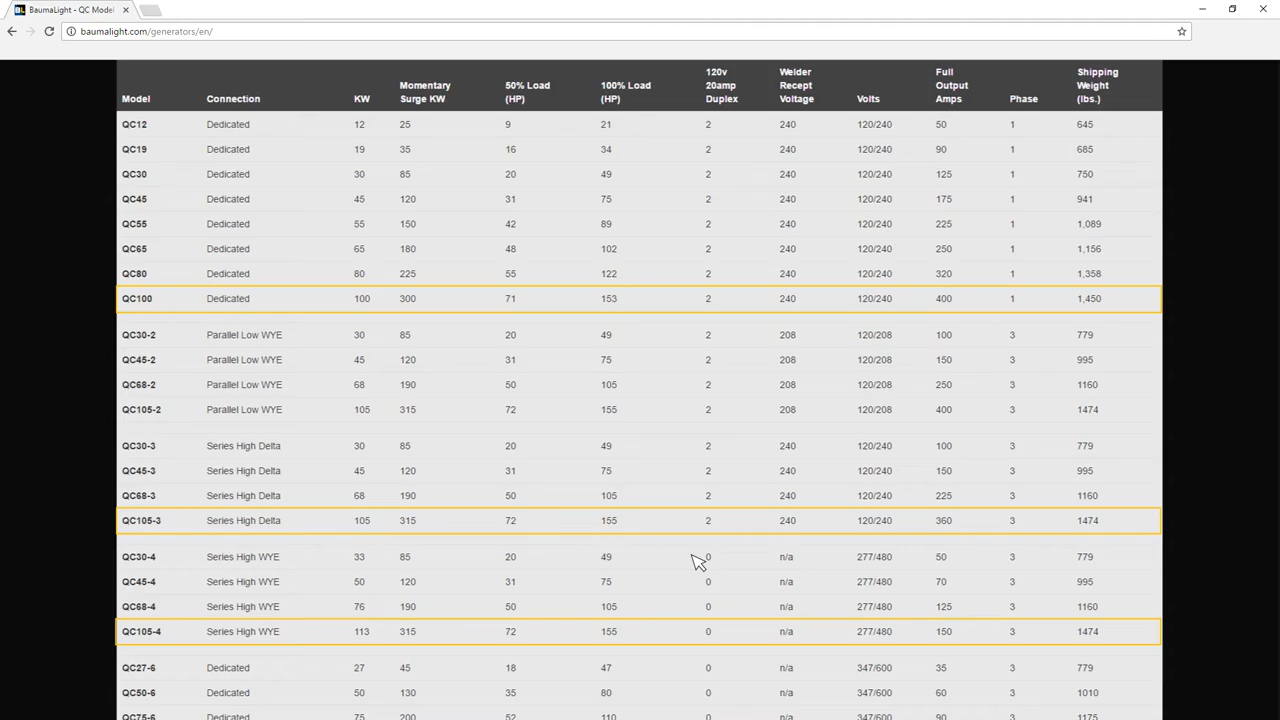 BaumaLight - QC Model
baumalight.com/generators/en/
Model Connection KW Momentary Surge KW 50% Load (HP) 100% Load (HP) 120v 20amp Duplex Welder Recept Voltage Volts Full Output Amps Phase Shipping Weight (lbs.)
QC12 Dedicated 12 25 9 21 2 240 120/240 50 1 645
QC19 Dedicated 19 35 16 34 2 240 120/240 90 1 685
QC30 Dedicated 30 85 20 49 2 240 120/240 125 1 750
QC45 Dedicated 45 120 31 75 2 240 120/240 175 1 941
QC55 Dedicated 55 150 42 89 2 240 120/240 225 1 1,089
QC65 Dedicated 65 180 48 102 2 240 120/240 250 1 1,156
QC80 Dedicated 80 225 55 122 2 240 120/240 320 1 1,358
QC100 Dedicated 100 300 71 153 2 240 120/240 400 1 1,450
QC30-2 Parallel Low WYE 30 85 20 49 2 208 120/208 100 3 779
QC45-2 Parallel Low WYE 45 120 31 75 2 208 120/208 150 3 995
QC68-2 Parallel Low WYE 68 190 50 105 2 208 120/208 250 3 1160
QC105-2 Parallel Low WYE 105 315 72 155 2 208 120/208 400 3 1474
QC30-3 Series High Delta 30 85 20 49 2 240 120/240 100 3 779
QC45-3 Series High Delta 45 120 31 75 2 240 120/240 150 3 995
QC68-3 Series High Delta 68 190 50 105 2 240 120/240 225 3 1160
QC105-3 Series High Delta 105 315 72 155 2 240 120/240 360 3 1474
QC30-4 Series High WYE 33 85 20 49 0 n/a 277/480 50 3 779
QC45-4 Series High WYE 50 120 31 75 0 n/a 277/480 70 3 995
QC68-4 Series High WYE 76 190 50 105 0 n/a 277/480 125 3 1160
QC105-4 Series High WYE 113 315 72 155 0 n/a 277/480 150 3 1474
QC27-6 Dedicated 27 45 18 47 0 n/a 347/600 35 3 779
QC50-6 Dedicated 50 130 35 80 0 n/a 347/600 60 3 1010
QC75-6 Dedicated 75 200 52 110 0 n/a 347/600 90 3 1175